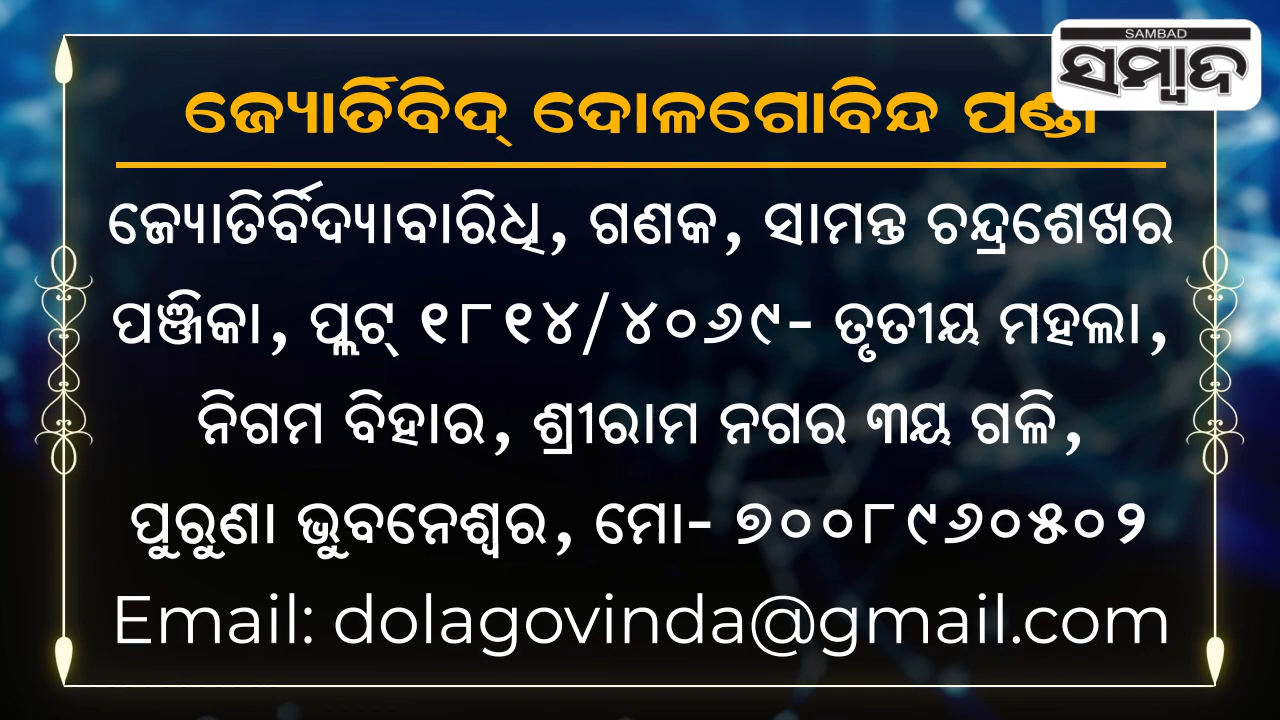 SAMBAD
ସମ୍ବାଦ
ଜ୍ୟୋର୍ତିବିଦ୍ ଦୋଳଗୋବିନ୍ଦ ପଣ୍ଡା
ଜ୍ୟୋତିର୍ବିଦ୍ୟାବାରିଧି, ଗଣକ, ସାମନ୍ତ ଚନ୍ଦ୍ରଶେଖର
ପଞ୍ଜିକା, ପ୍ଲଟ୍ ୧୮୧୪/୪୦୬୯- ତୃତୀୟ ମହଲା,
ନିଗମ ବିହାର, ଶ୍ରୀରାମ ନଗର ୩ୟ ଗଳି,
ପୁରୁଣା ଭୁବନେଶ୍ୱର, ମୋ- ୭୦୦୮୯୬୦୫୦୨
Email: dolagovinda@gmail.com